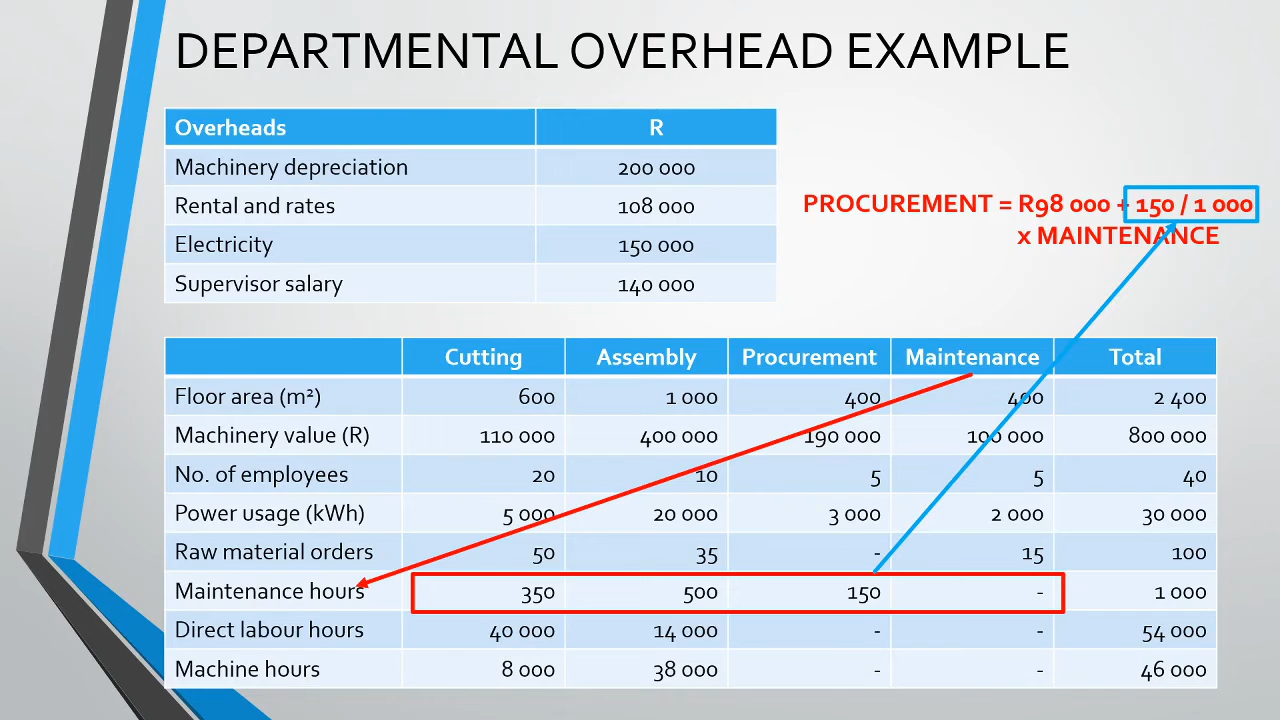 DEPARTMENTAL OVERHEAD EXAMPLE
Overheads R
Machinery depreciation 200 000
Rental and rates 108 000
Electricity 150 000
Supervisor salary 140 000
PROCUREMENT = R98 000 + 150 / 1 000
x MAINTENANCE
Cutting Assembly Procurement Maintenance Total
Floor area (m²) 600 1 000 400 400 2 400
Machinery value (R) 110 000 400 000 190 000 100 000 800 000
No. of employees 20 10 5 5 40
Power usage (kWh) 5 000 20 000 3 000 2 000 30 000
Raw material orders 50 35 - 15 100
Maintenance hours 350 500 150 - 1 000
Direct labour hours 40 000 14 000 - - 54 000
Machine hours 8 000 38 000 - - 46 000